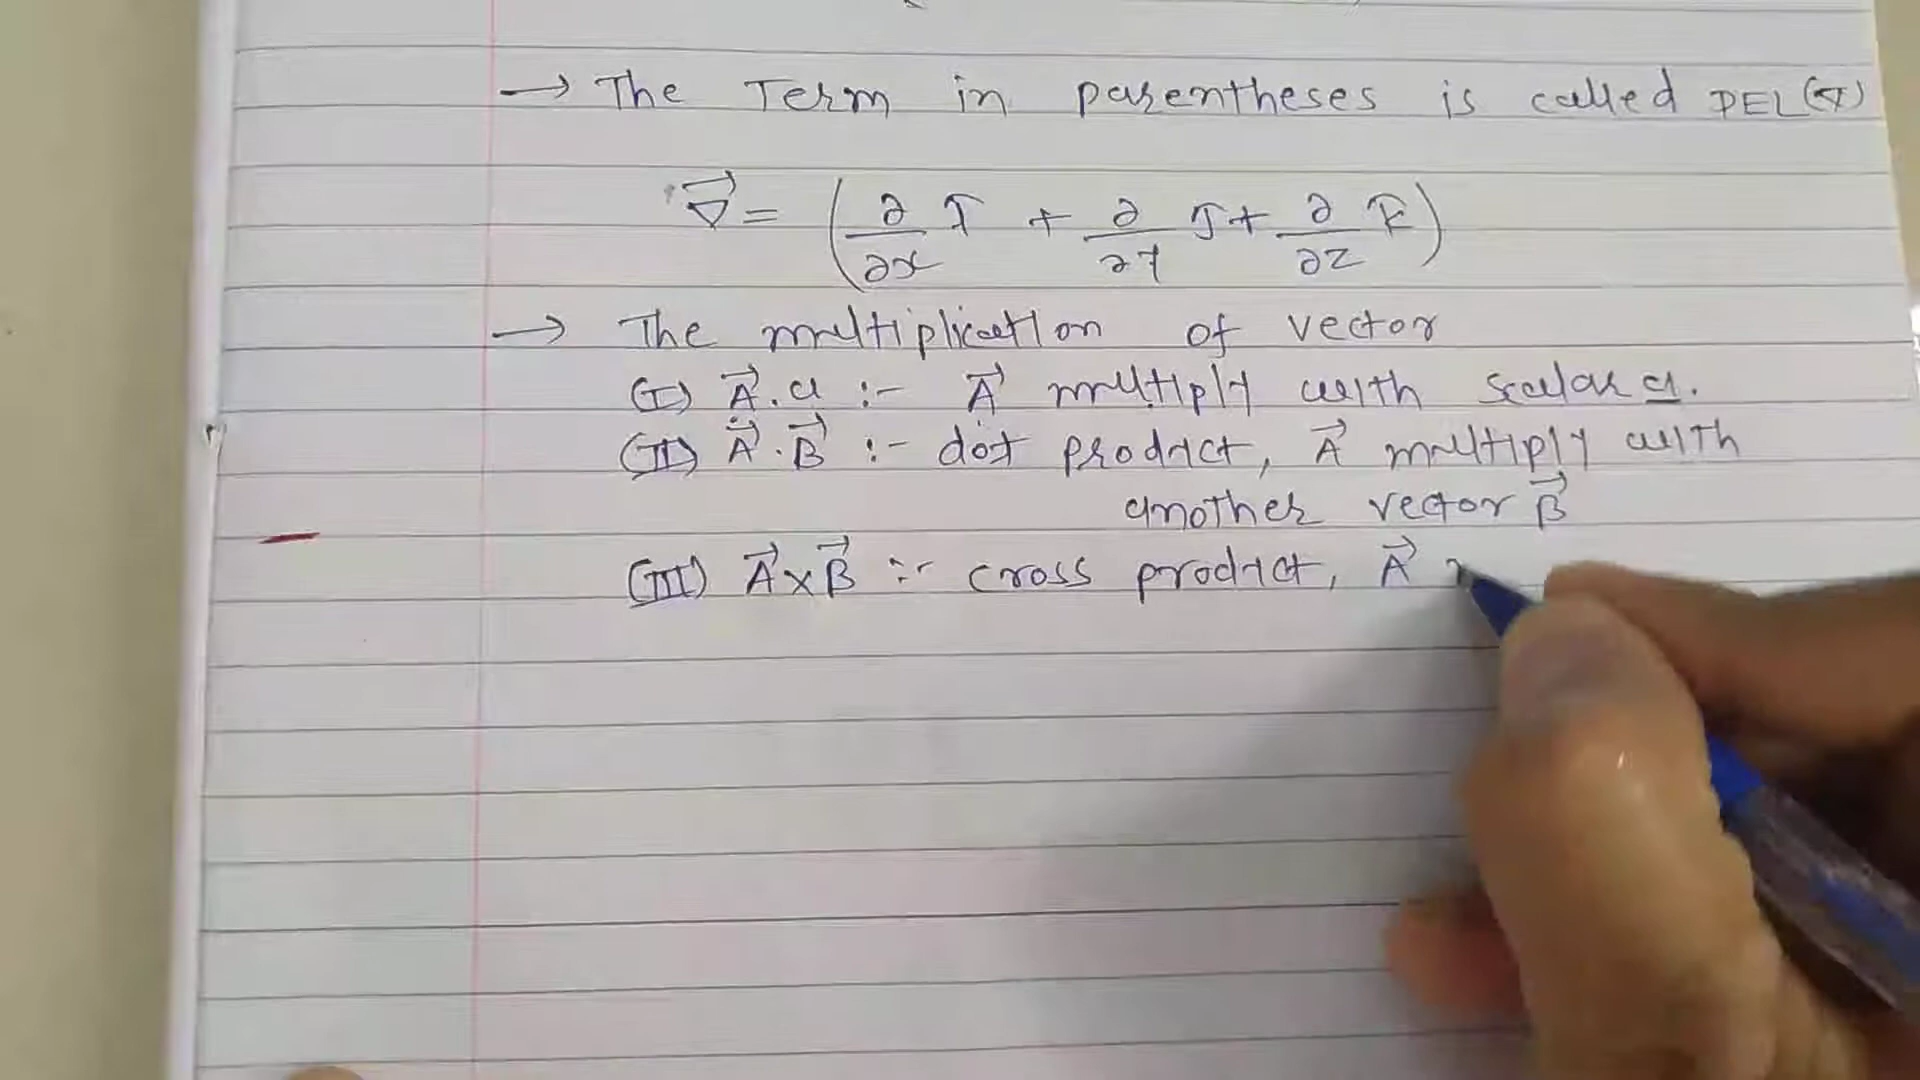 → The Term in parentheses is called DEL(∇)
∇⃗ = (∂/∂x î + ∂/∂y ĵ + ∂/∂z k̂)
→ The multiplication of vector
(I) A⃗.a :- A⃗ multiply with scalar a.
(II) A⃗.B⃗ :- dot product, A⃗ multiply with
another vector B⃗
(III) A⃗×B⃗ :- cross product, A⃗